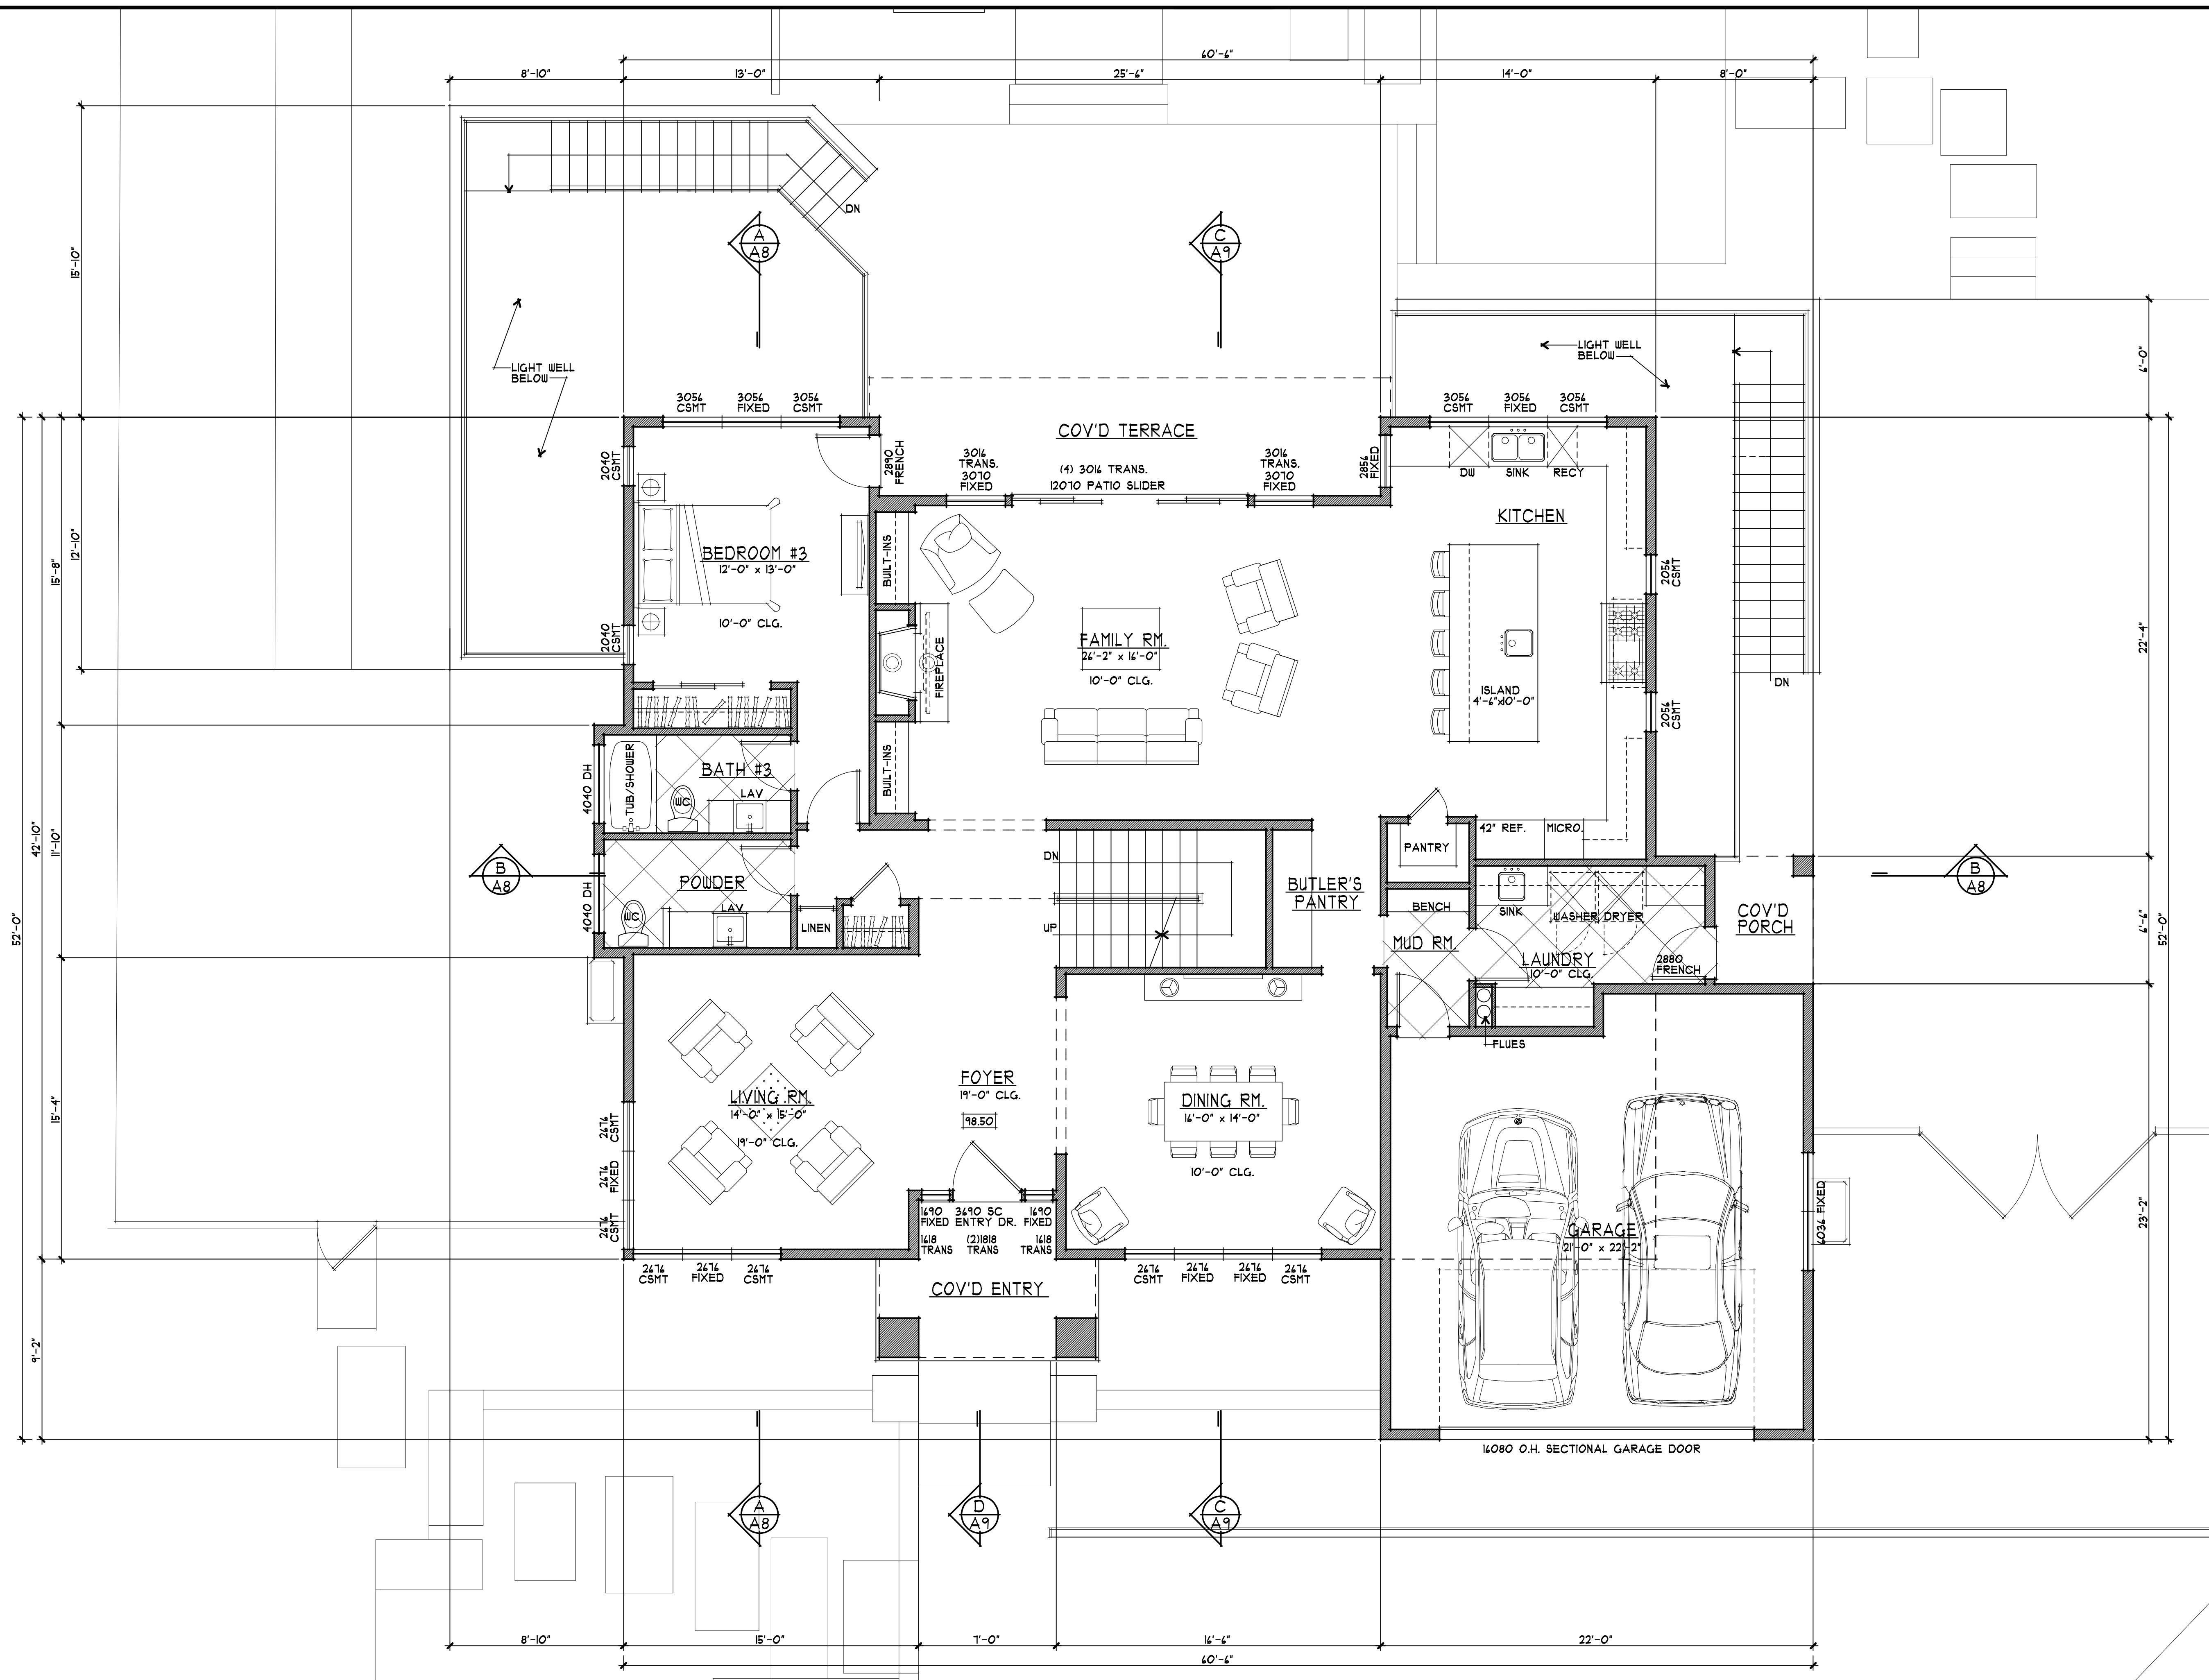 60'-6"
8'-10"
13'-0"
25'-6"
14'-0"
8'-0"
15'-10"
DN
A
A8
C
A9
LIGHT WELL
BELOW
LIGHT WELL
BELOW
6'-0"
3056
CSMT
3056
FIXED
3056
CSMT
COV'D TERRACE
3056
CSMT
3056
FIXED
3056
CSMT
2040
CSMT
2890
FRENCH
3016
TRANS.
3070
FIXED
(4) 3016 TRANS.
12070 PATIO SLIDER
3016
TRANS.
3070
FIXED
2856
FIXED
DW
SINK
RECY
KITCHEN
BEDROOM #3
12'-0" x 13'-0"
10'-0" CLG.
BUILT-INS
2056
CSMT
12'-10"
15'-8"
2040
CSMT
FIREPLACE
FAMILY RM.
26'-2" x 16'-0"
10'-0" CLG.
ISLAND
4'-6"x10'-0"
22'-4"
DN
2056
CSMT
4040 DH
TUB/SHOWER
BATH #3
WC
LAV
BUILT-INS
42'-10"
11'-10"
52'-0"
42" REF.
MICRO.
PANTRY
DN
UP
B
A8
POWDER
4040 DH
WC
LAV
LINEN
BUTLER'S
PANTRY
BENCH
SINK
WASHER
DRYER
COV'D
PORCH
B
A8
6'-6"
52'-0"
MUD RM.
LAUNDRY
10'-0" CLG.
2880
FRENCH
FLUES
FOYER
19'-0" CLG.
98.50
LIVING RM.
14'-0" x 15'-0"
19'-0" CLG.
DINING RM.
16'-0" x 14'-0"
10'-0" CLG.
15'-4"
2676
CSMT
2676
FIXED
2676
CSMT
1690
FIXED
3690 SC
ENTRY DR.
1690
FIXED
1618
TRANS
(2)1818
TRANS
1618
TRANS
GARAGE
21'-0" x 22'-2"
6036 FIXED
23'-2"
2676
CSMT
2676
FIXED
2676
CSMT
COV'D ENTRY
2676
CSMT
2676
FIXED
2676
FIXED
2676
CSMT
9'-2"
16080 O.H. SECTIONAL GARAGE DOOR
A
A8
D
A9
C
A9
8'-10"
15'-0"
7'-0"
16'-6"
22'-0"
60'-6"